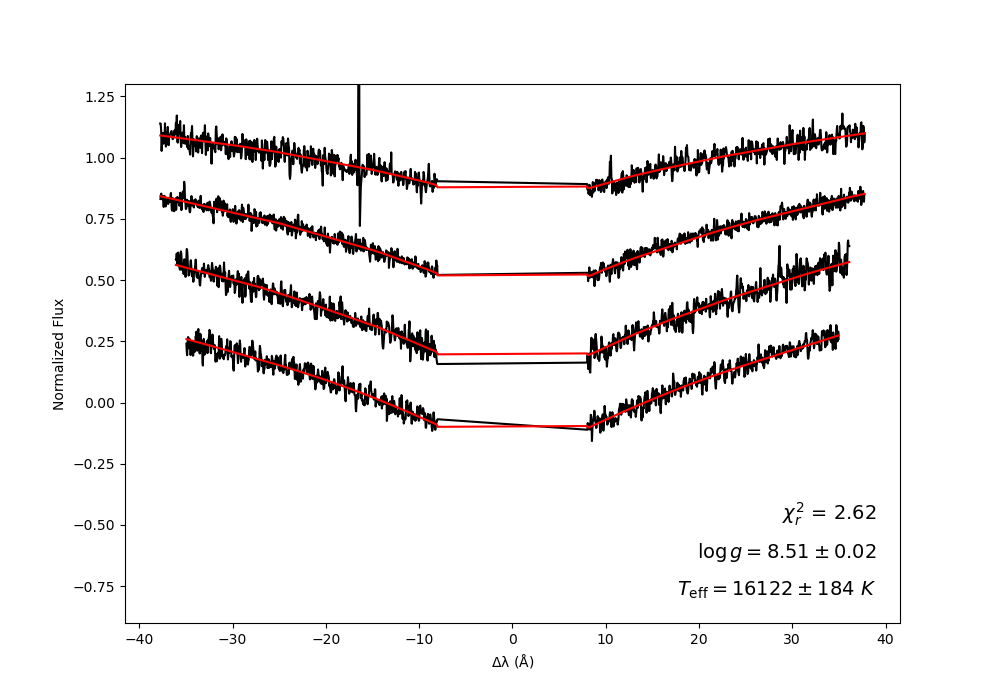 1.25
1.00
0.75
0.50
0.25
0.00
−0.25
−0.50
−0.75
Normalized Flux
χ²ᵣ = 2.62
log g = 8.51 ± 0.02
T_eff = 16122 ± 184 K
−40 −30 −20 −10 0 10 20 30 40
Δλ (Å)